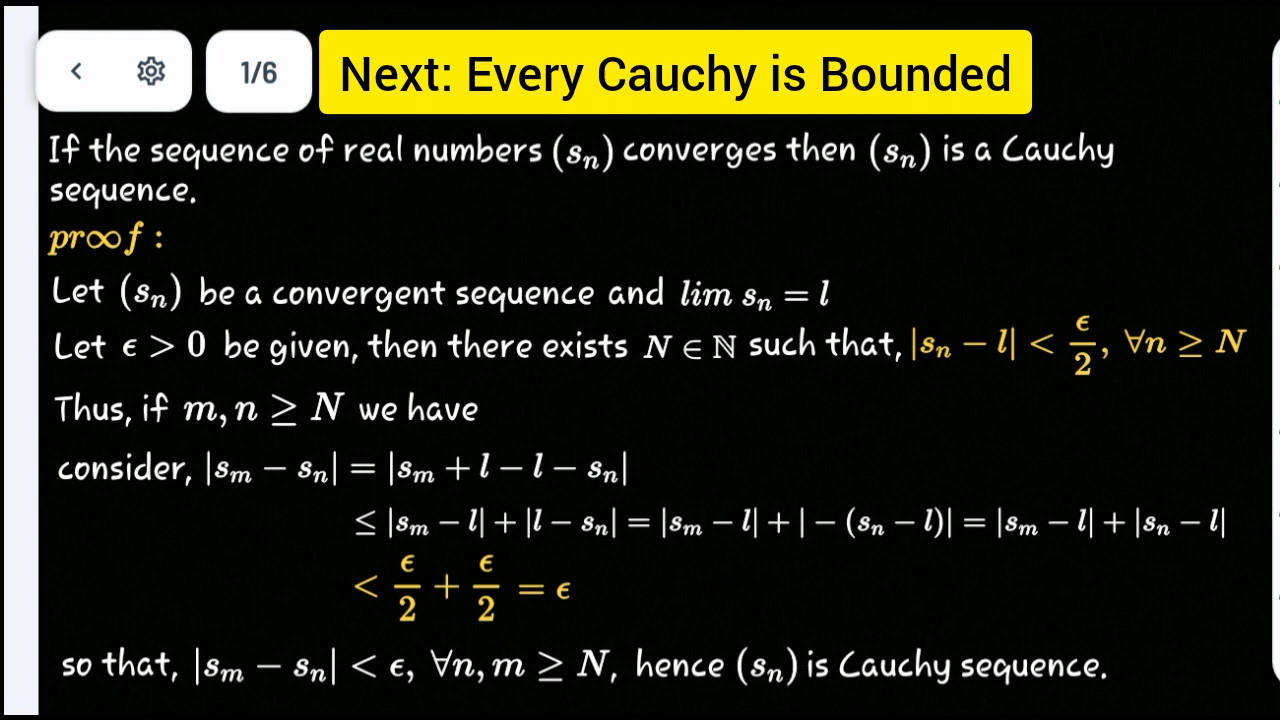 1/6
Next: Every Cauchy is Bounded
If the sequence of real numbers (sₙ) converges then (sₙ) is a Cauchy
sequence.
pr∞f :
Let (sₙ) be a convergent sequence and lim sₙ = l
Let ϵ > 0 be given, then there exists N ∈ ℕ such that, |sₙ − l| < ϵ/2, ∀n ≥ N
Thus, if m, n ≥ N we have
consider, |sₘ − sₙ| = |sₘ + l − l − sₙ|
≤ |sₘ − l| + |l − sₙ| = |sₘ − l| + | − (sₙ − l)| = |sₘ − l| + |sₙ − l|
< ϵ/2 + ϵ/2 = ϵ
so that, |sₘ − sₙ| < ϵ, ∀n, m ≥ N, hence (sₙ) is Cauchy sequence.